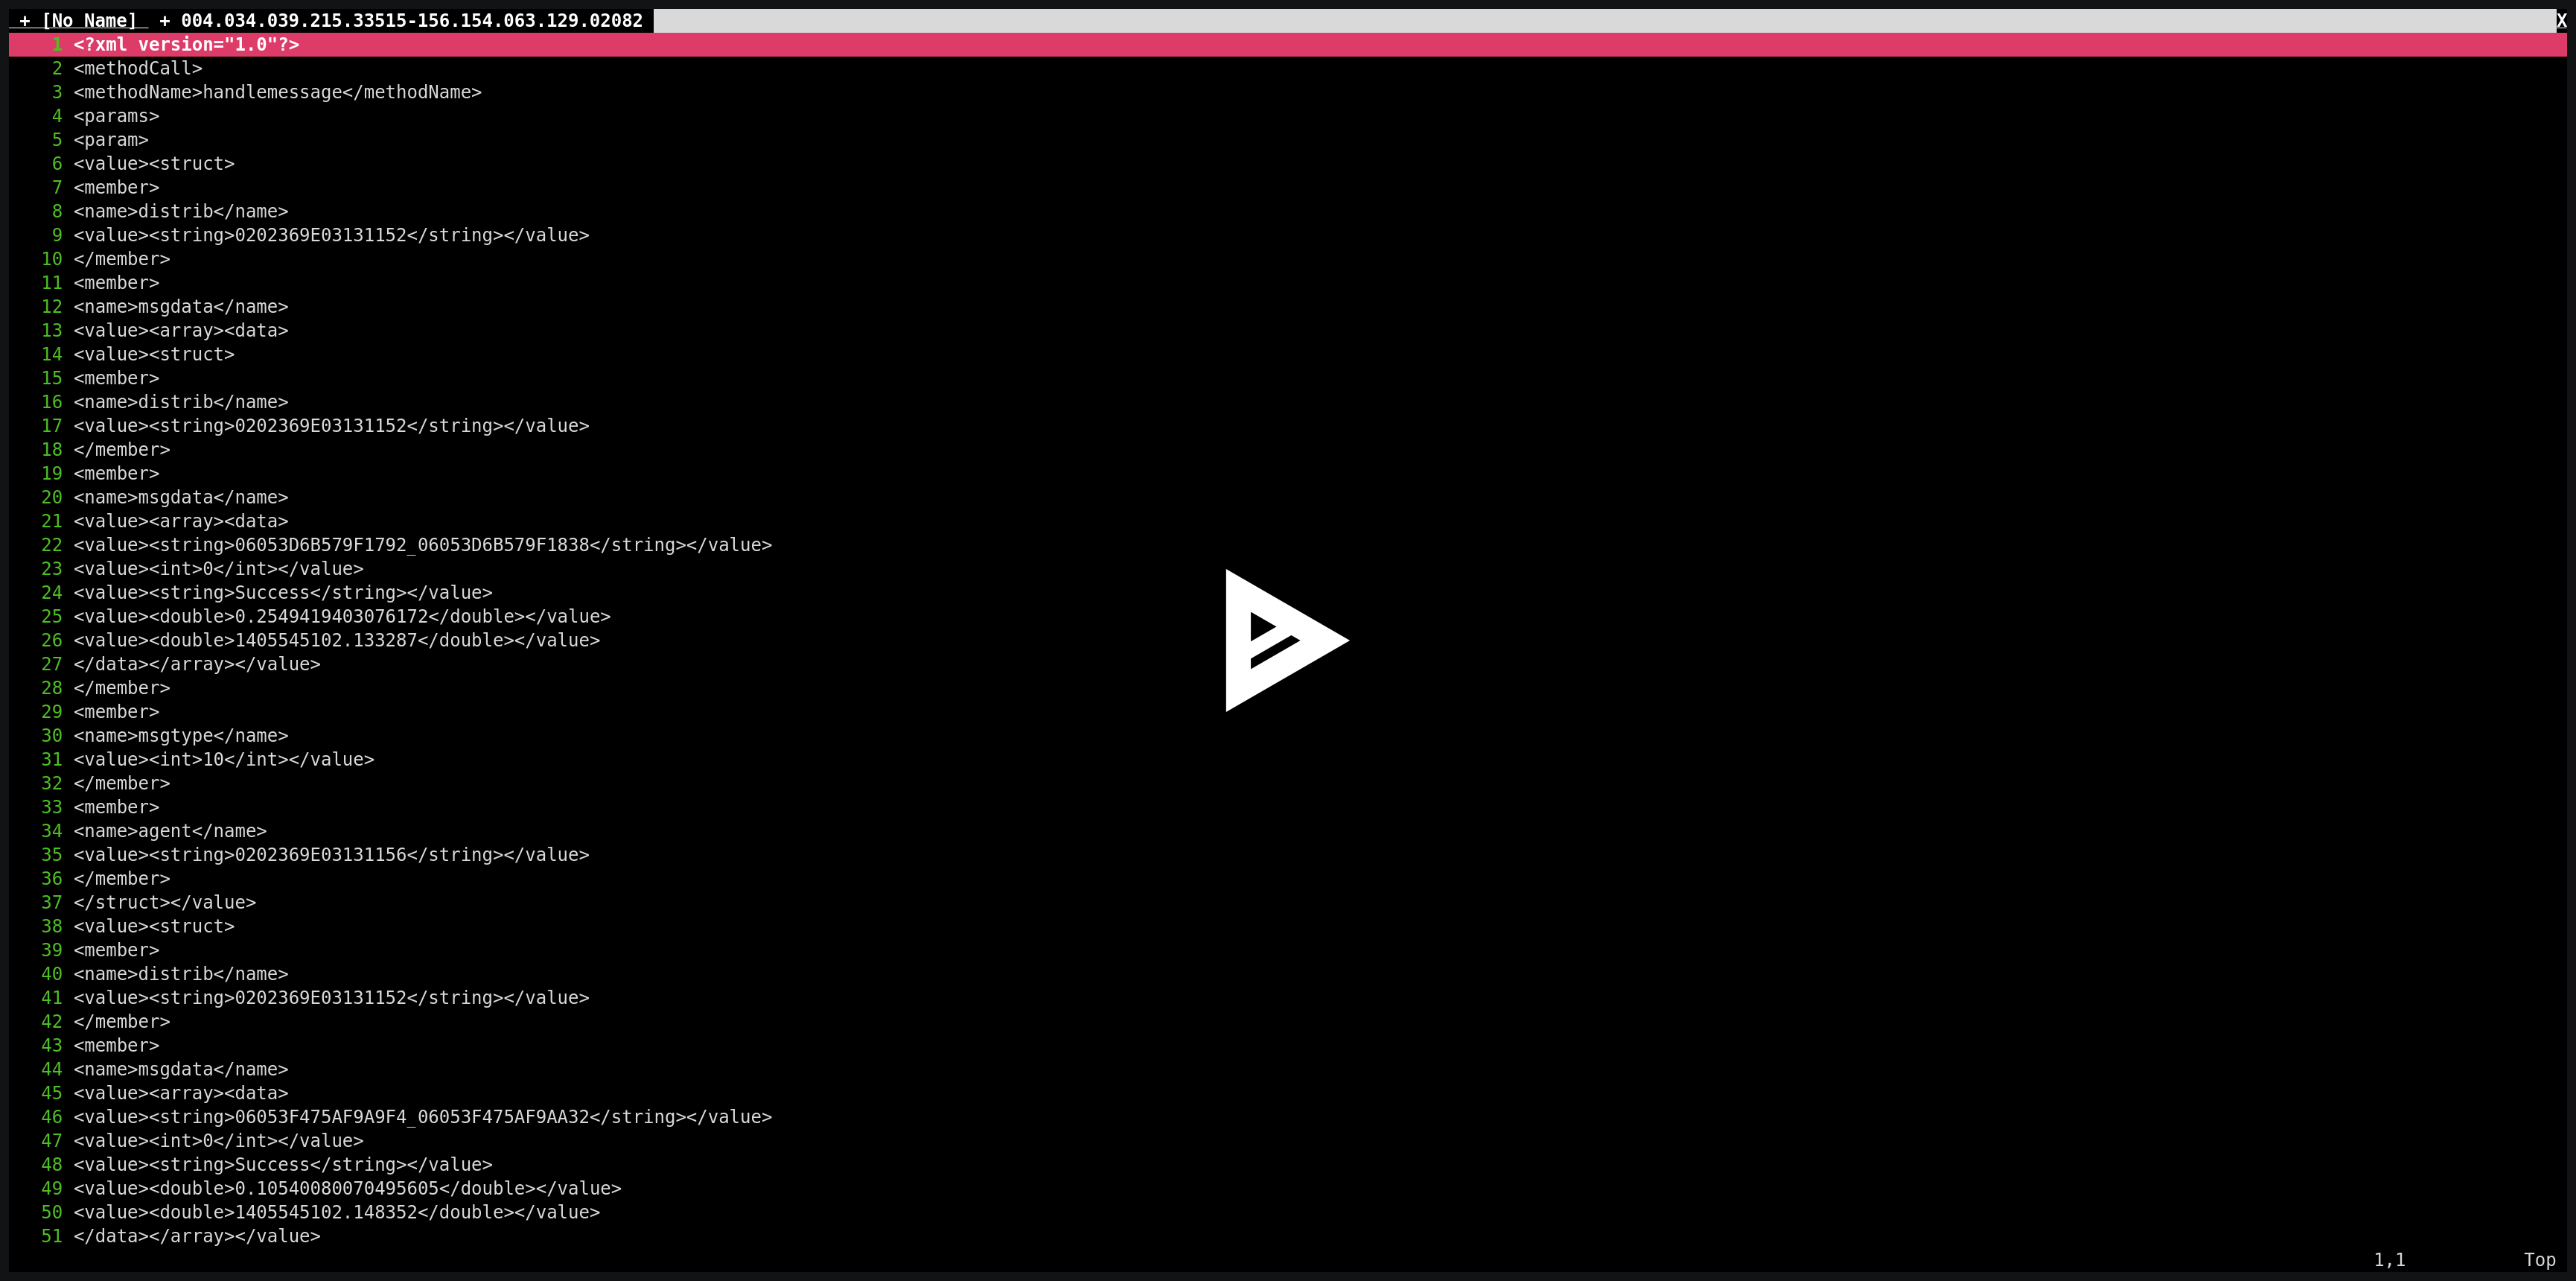 + [No Name]  + 004.034.039.215.33515-156.154.063.129.02082 X
1 <?xml version="1.0"?>
2 <methodCall>
3 <methodName>handlemessage</methodName>
4 <params>
5 <param>
6 <value><struct>
7 <member>
8 <name>distrib</name>
9 <value><string>0202369E03131152</string></value>
10 </member>
11 <member>
12 <name>msgdata</name>
13 <value><array><data>
14 <value><struct>
15 <member>
16 <name>distrib</name>
17 <value><string>0202369E03131152</string></value>
18 </member>
19 <member>
20 <name>msgdata</name>
21 <value><array><data>
22 <value><string>06053D6B579F1792_06053D6B579F1838</string></value>
23 <value><int>0</int></value>
24 <value><string>Success</string></value>
25 <value><double>0.2549419403076172</double></value>
26 <value><double>1405545102.133287</double></value>
27 </data></array></value>
28 </member>
29 <member>
30 <name>msgtype</name>
31 <value><int>10</int></value>
32 </member>
33 <member>
34 <name>agent</name>
35 <value><string>0202369E03131156</string></value>
36 </member>
37 </struct></value>
38 <value><struct>
39 <member>
40 <name>distrib</name>
41 <value><string>0202369E03131152</string></value>
42 </member>
43 <member>
44 <name>msgdata</name>
45 <value><array><data>
46 <value><string>06053F475AF9A9F4_06053F475AF9AA32</string></value>
47 <value><int>0</int></value>
48 <value><string>Success</string></value>
49 <value><double>0.10540080070495605</double></value>
50 <value><double>1405545102.148352</double></value>
51 </data></array></value>
1,1 Top